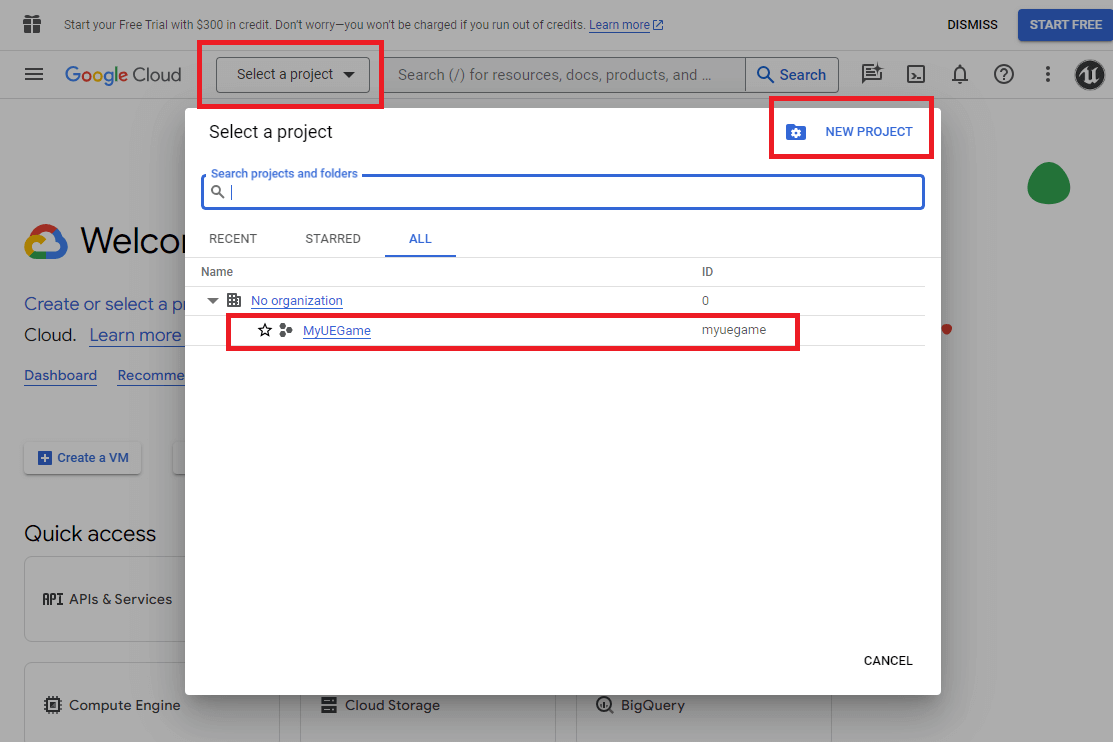 Start your Free Trial with $300 in credit. Don't worry—you won't be charged if you run out of credits. Learn more
DISMISS
START FREE
Google Cloud
Select a project
Search (/) for resources, docs, products, and ...
Search
Select a project
NEW PROJECT
Search projects and folders
RECENT
STARRED
ALL
Name
ID
No organization
0
MyUEGame
myuegame
Create or select a
Cloud. Learn more
Dashboard
Create a VM
Quick access
API APIs & Services
CANCEL
Compute Engine
Cloud Storage
BigQuery